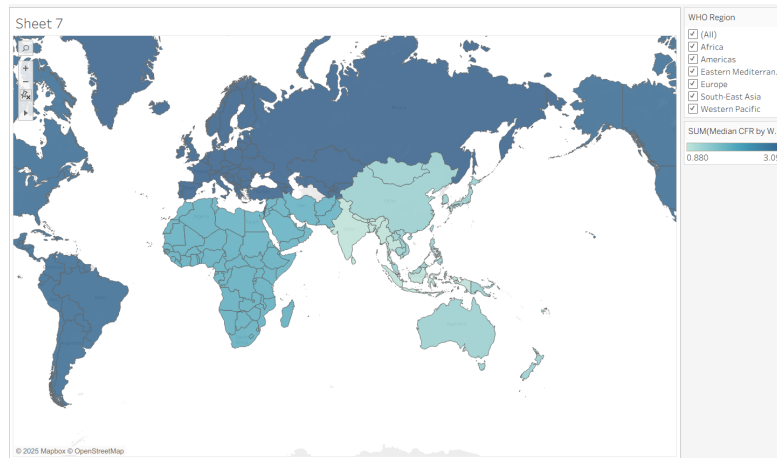 Sheet 7
WHO Region
(All)
Africa
Americas
Eastern Mediterran..
Europe
South-East Asia
Western Pacific
SUM(Median CFR by W..
0.880
3.09
© 2025 Mapbox © OpenStreetMap